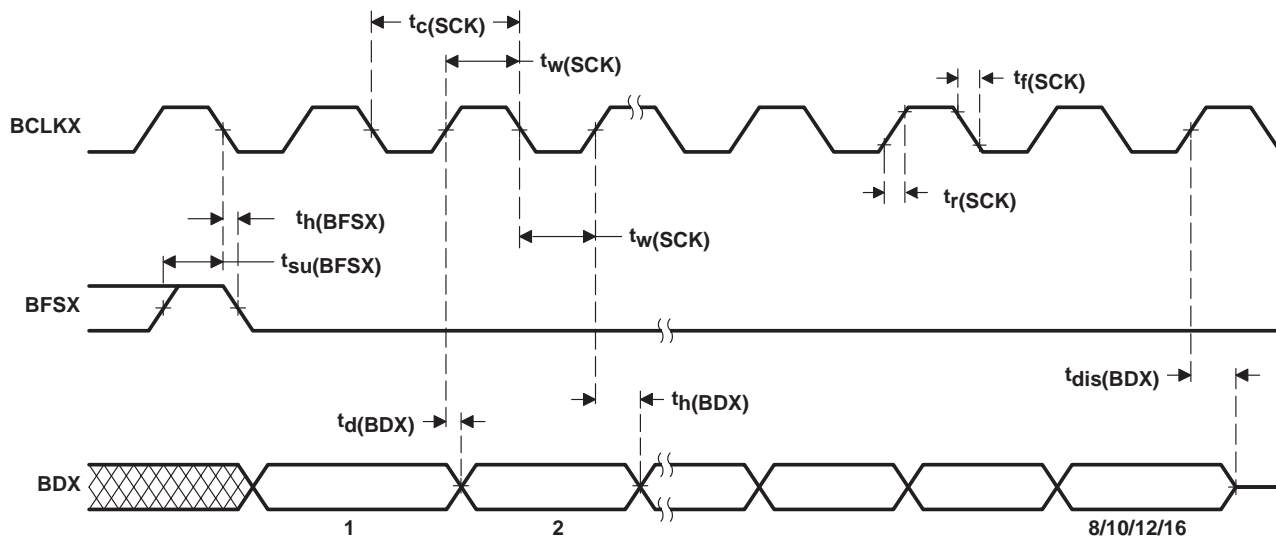 tc(SCK)
tw(SCK)
tf(SCK)
BCLKX
tr(SCK)
th(BFSX)
tw(SCK)
tsu(BFSX)
BFSX
tdis(BDX)
th(BDX)
td(BDX)
BDX
1 2 8/10/12/16